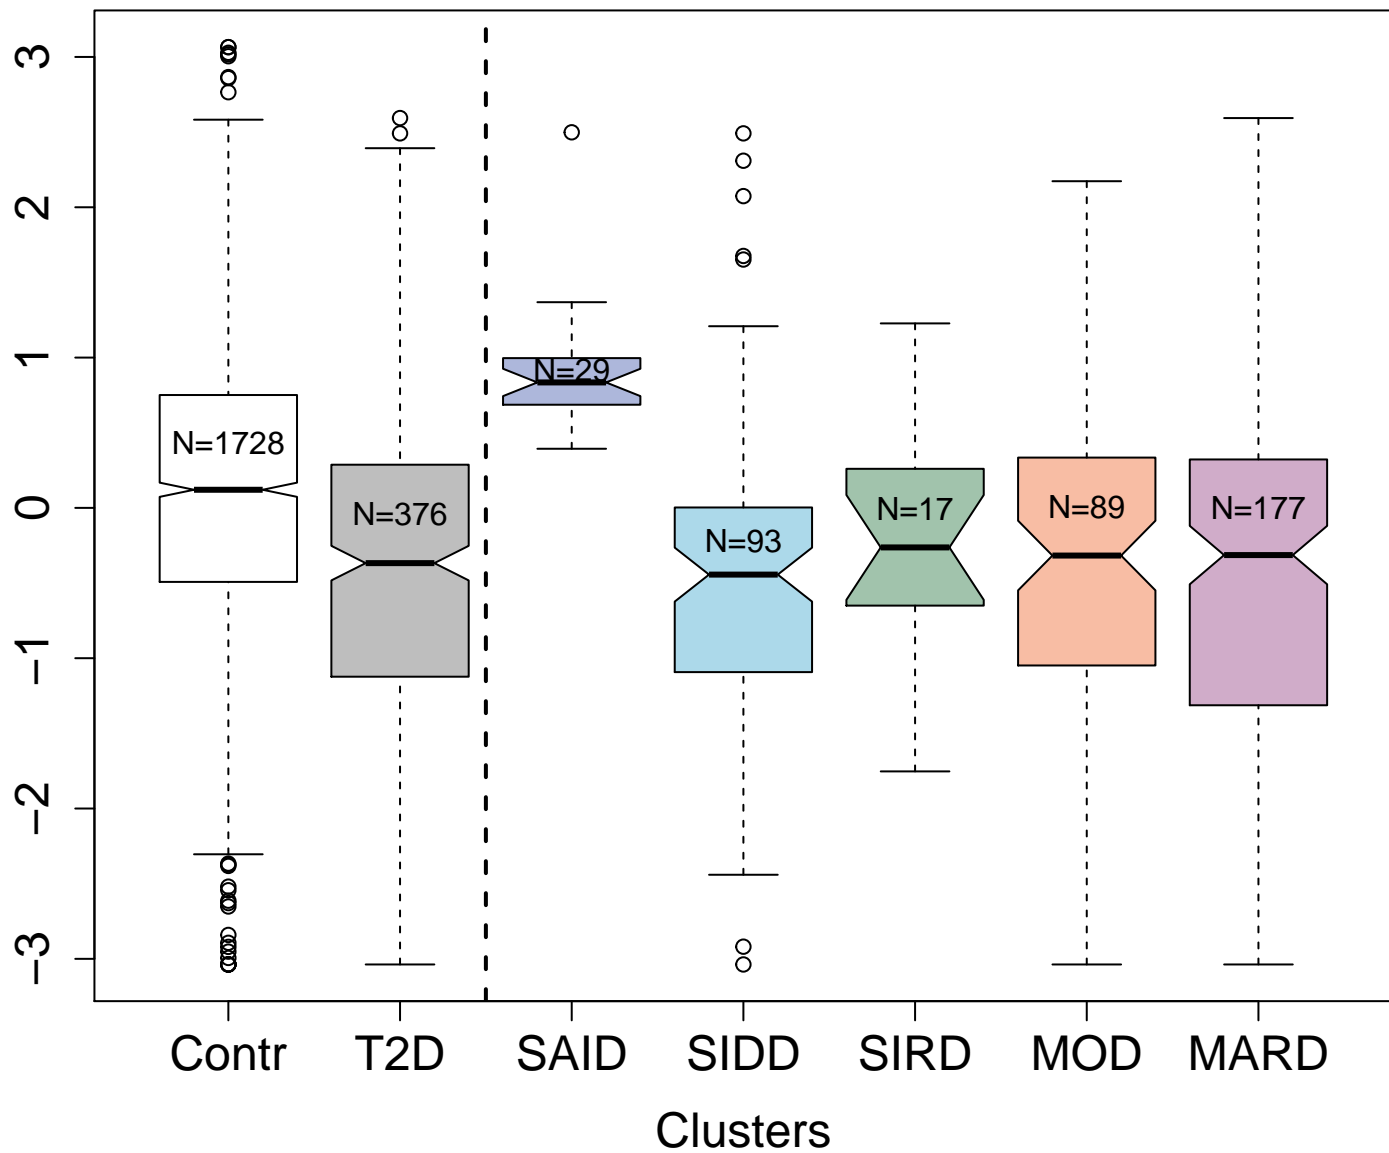 3
2
1
0
−1
−2
−3
N=1728
N=376
N=29
N=93
N=17
N=89
N=177
Contr T2D SAID SIDD SIRD MOD MARD
Clusters